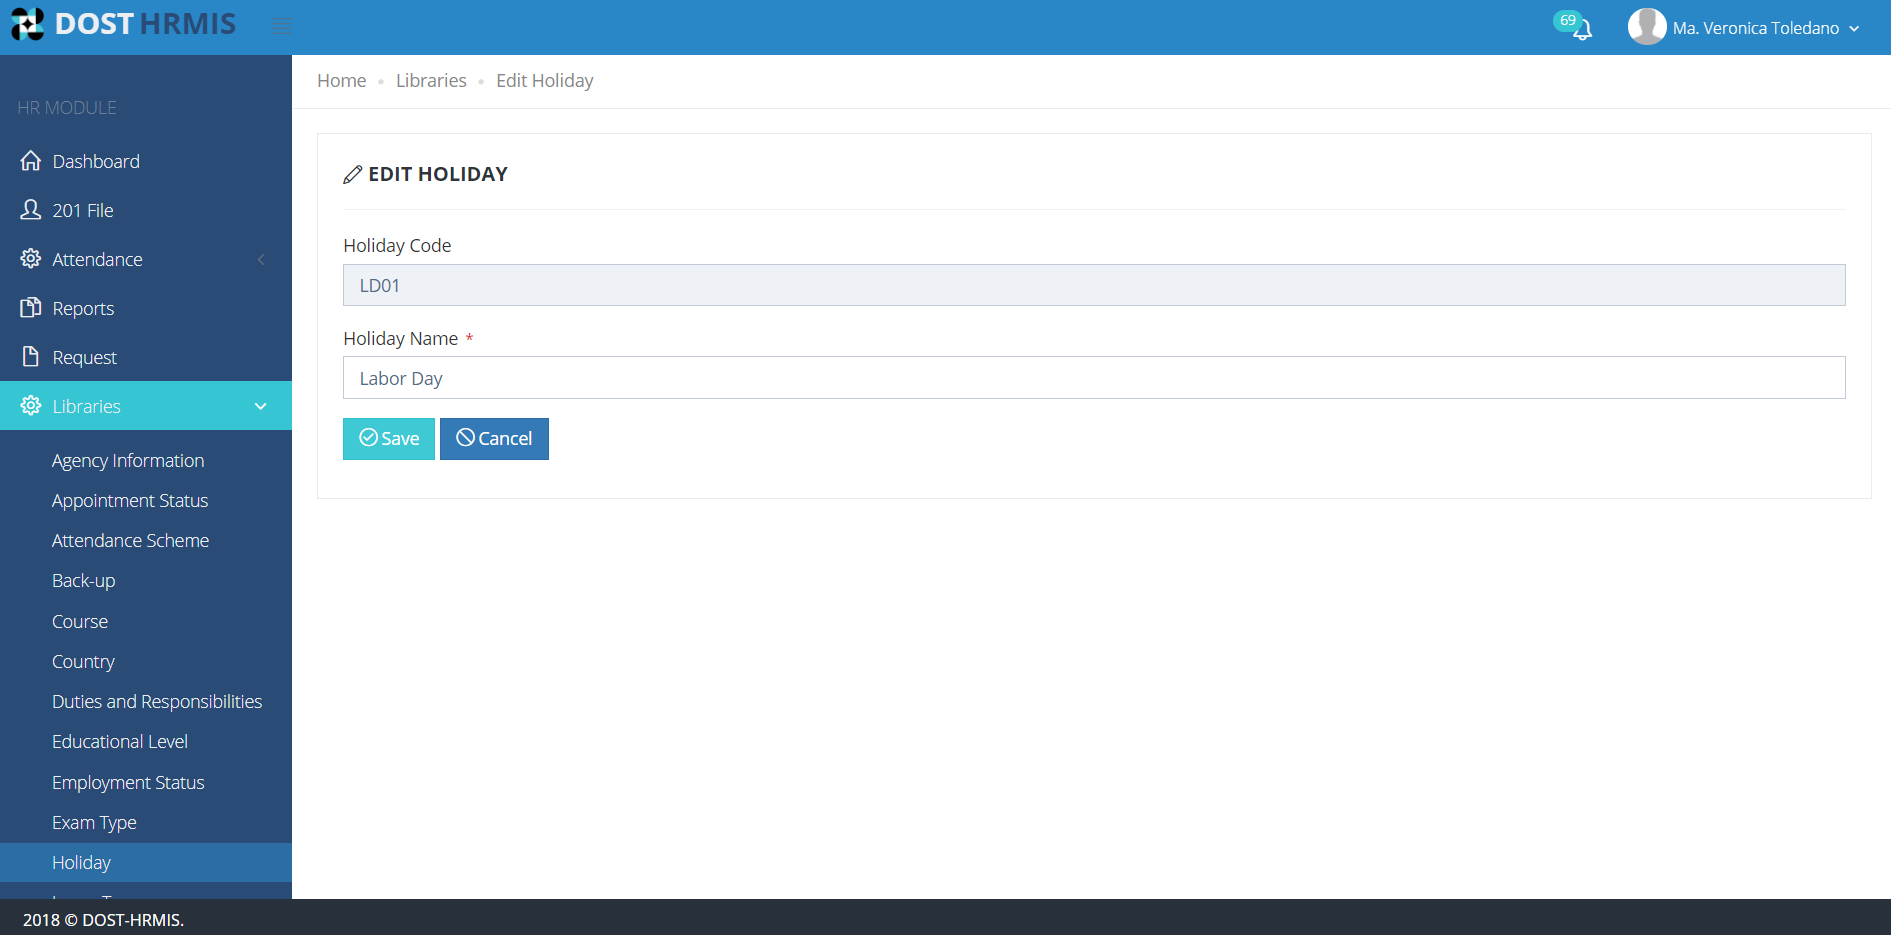 DOST HRMIS
69
Ma. Veronica Toledano
HR MODULE
Dashboard
201 File
Attendance
Reports
Request
Libraries
Agency Information
Appointment Status
Attendance Scheme
Back-up
Course
Country
Duties and Responsibilities
Educational Level
Employment Status
Exam Type
Holiday
Home • Libraries • Edit Holiday
EDIT HOLIDAY
Holiday Code
LD01
Holiday Name *
Labor Day
Save Cancel
2018 © DOST-HRMIS.